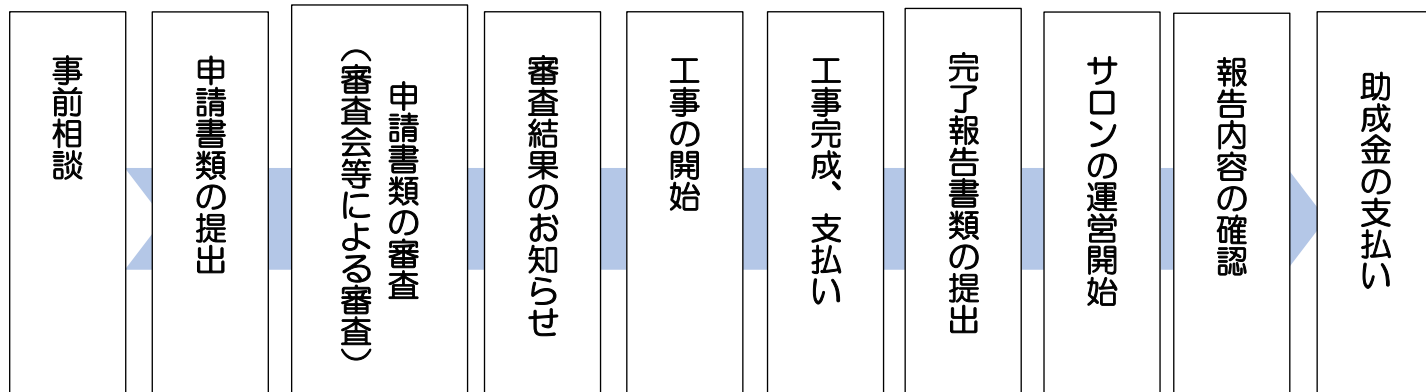 事前相談
申請書類の提出
申請書類の審査
（審査会等による審査）
審査結果のお知らせ
工事の開始
工事完成、支払い
完了報告書類の提出
サロンの運営開始
報告内容の確認
助成金の支払い